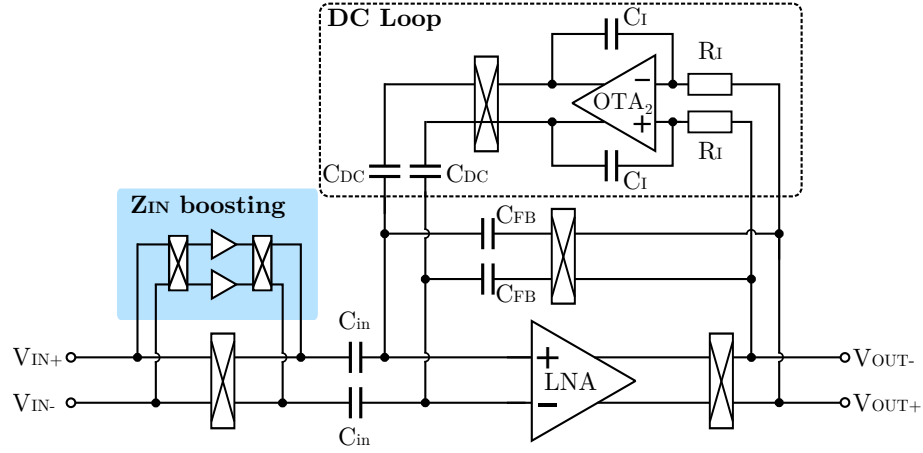 DC Loop
CI
RI
−
OTA2
+
RI
CI
CDC
CDC
ZIN boosting
CFB
CFB
Cin
VIN+
+
LNA
VOUT-
VIN-
−
VOUT+
Cin